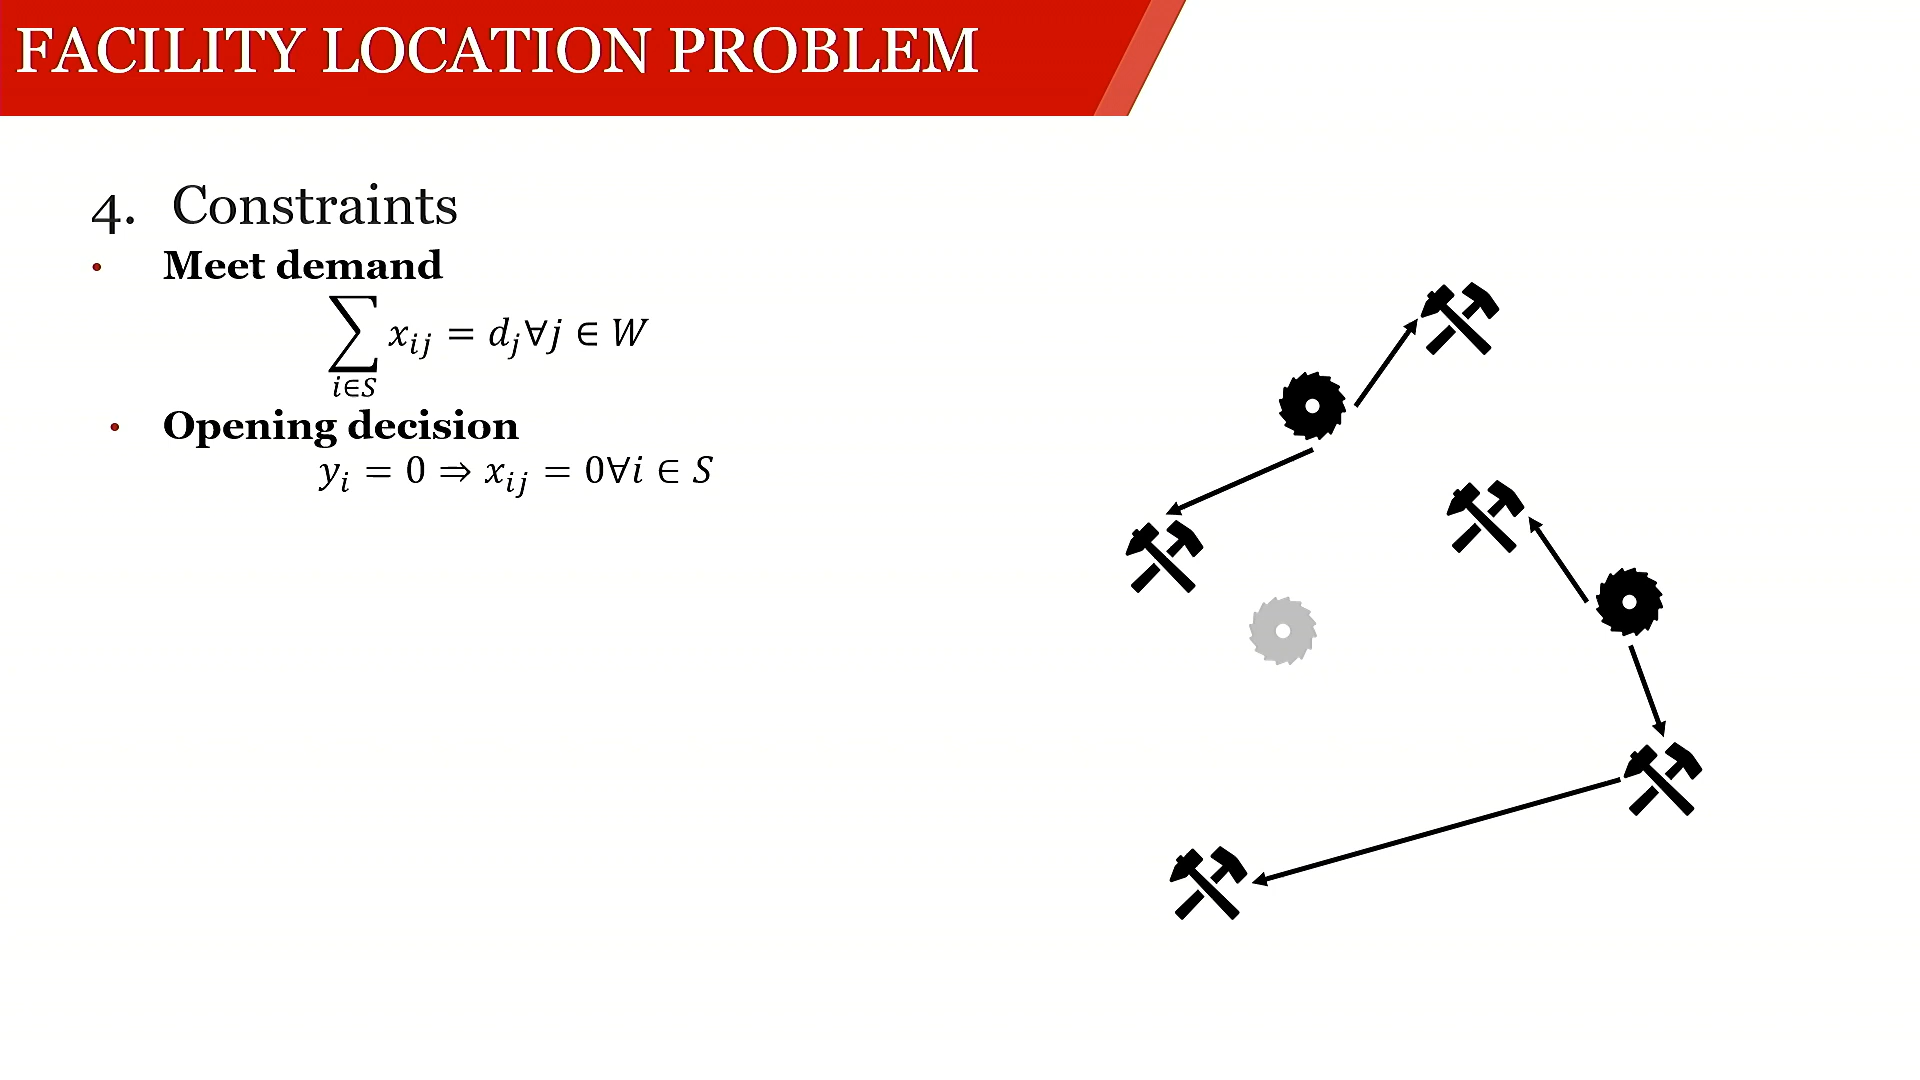 FACILITY LOCATION PROBLEM
4. Constraints
• Meet demand
∑_{i∈S} x_{ij} = d_j ∀j ∈ W
• Opening decision
y_i = 0 ⇒ x_{ij} = 0∀i ∈ S